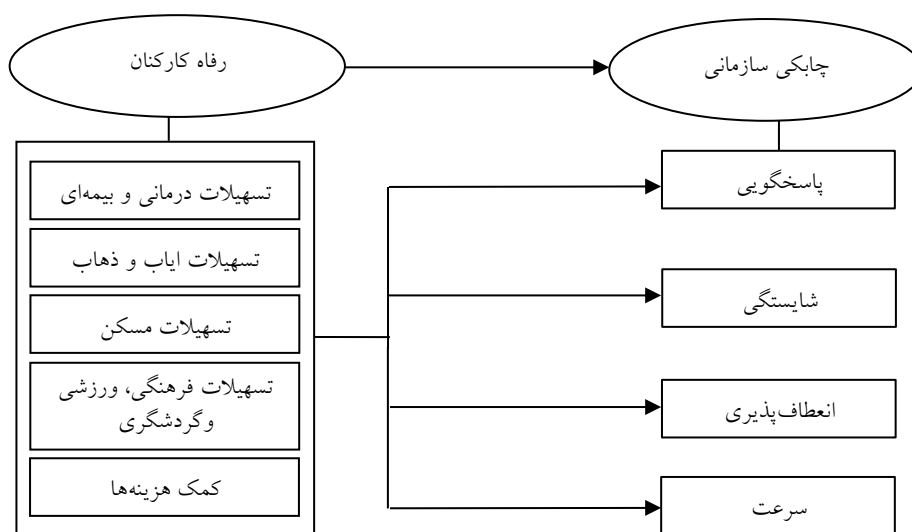 رفاه کارکنان
چابکی سازمانی
تسهیلات درمانی و بیمه‌ای
تسهیلات ایاب و ذهاب
تسهیلات مسکن
تسهیلات فرهنگی، ورزشی
وگردشگری
کمک هزینه‌ها
پاسخگویی
شایستگی
انعطاف‌پذیری
سرعت